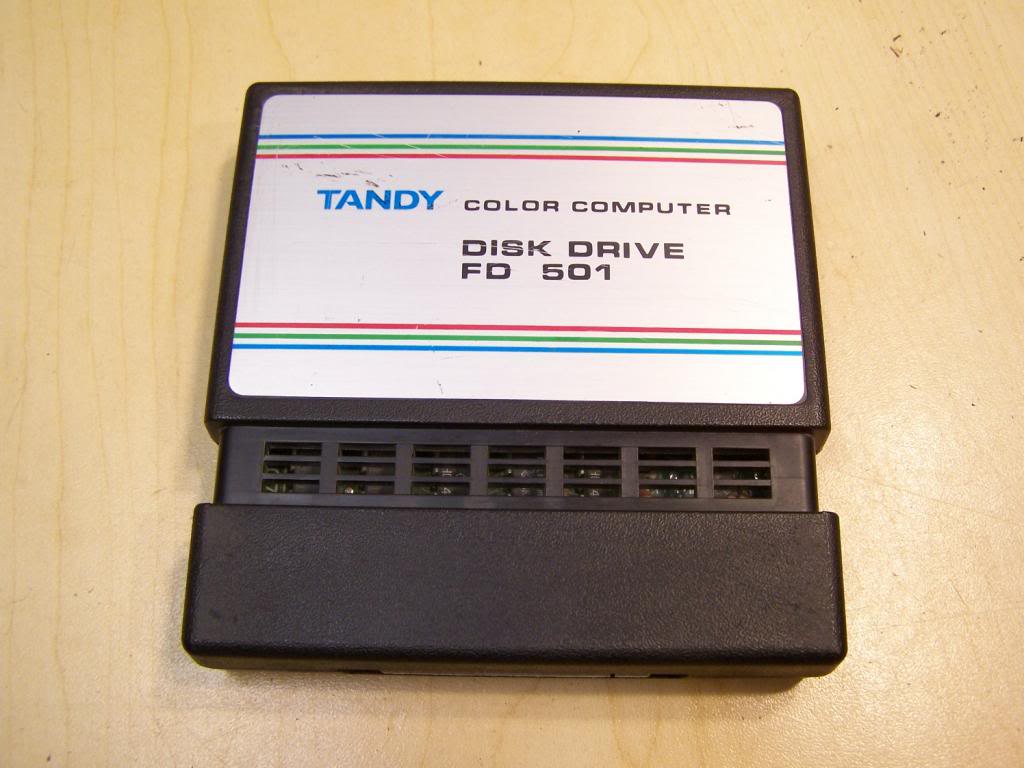 TANDY COLOR COMPUTER
DISK DRIVE
FD 501